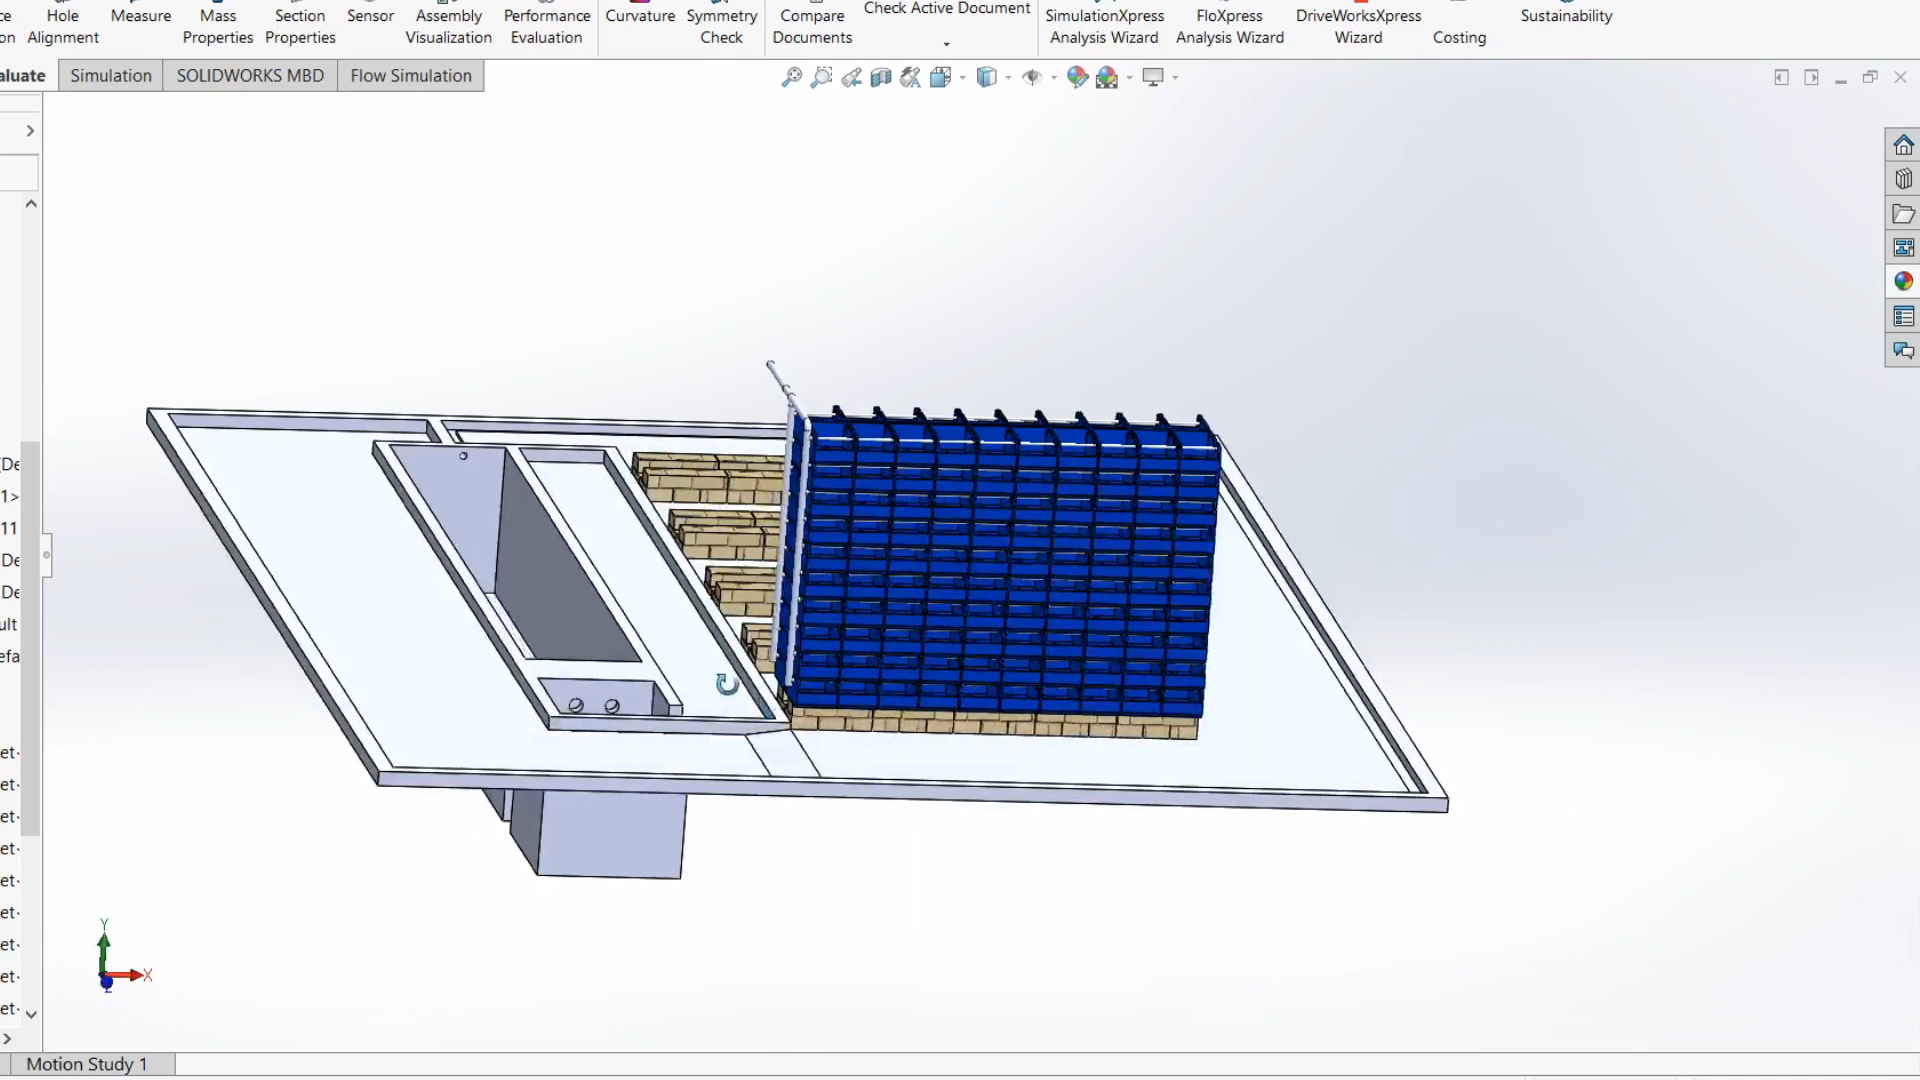 Hole Measure Mass Section Sensor Assembly Performance Curvature Symmetry Compare Check Active Document SimulationXpress FloXpress DriveWorksXpress Sustainability
on Alignment Properties Properties Visualization Evaluation Check Documents Analysis Wizard Analysis Wizard Wizard Costing
aluate Simulation SOLIDWORKS MBD Flow Simulation
(De
1>
11
De
De
ult
efa
et
et
et
et
et
et
et
et
et
Y
X
Z
Motion Study 1